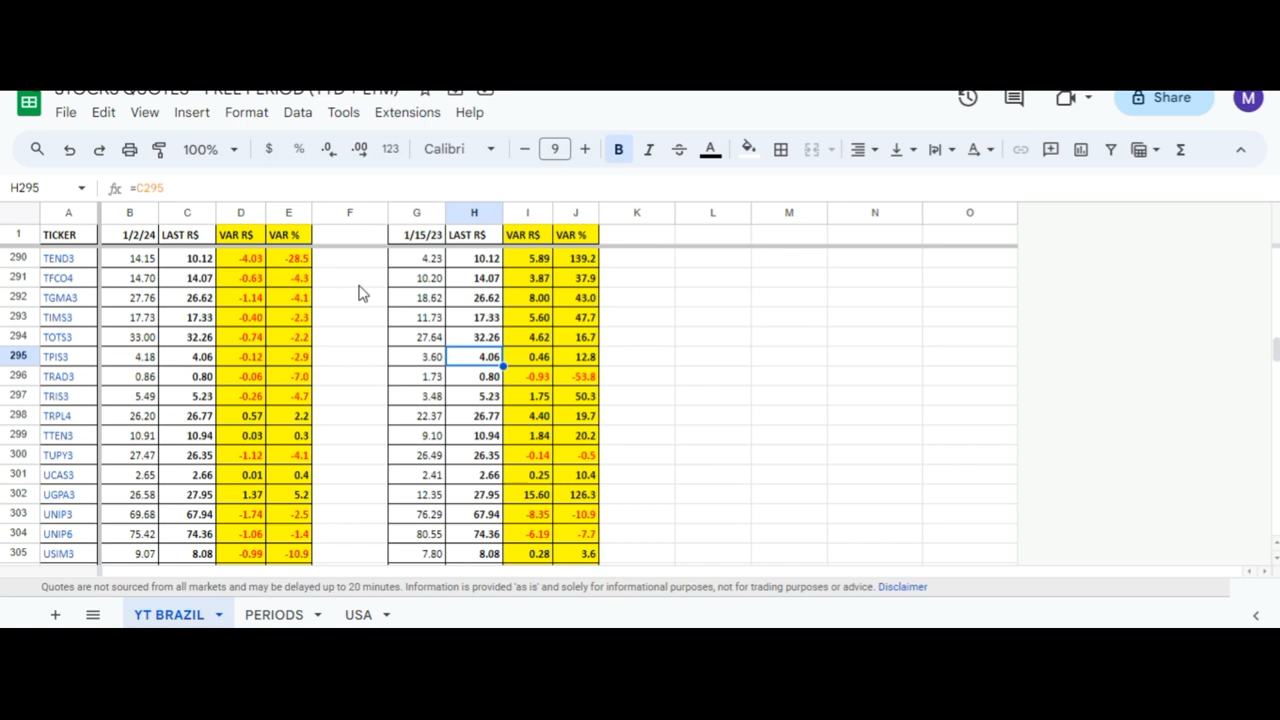 STOCKS QUOTES - FREE PERIOD (YTD + LTM)
File Edit View Insert Format Data Tools Extensions Help
Share M
100% $ % .0 .00 123 Calibri − 9 + B I A A Σ
H295 fx =C295
A B C D E F G H I J K L M N O
1 TICKER 1/2/24 LAST R$ VAR R$ VAR % 1/15/23 LAST R$ VAR R$ VAR %
290 TEND3 14.15 10.12 -4.03 -28.5 4.23 10.12 5.89 139.2
291 TFCO4 14.70 14.07 -0.63 -4.3 10.20 14.07 3.87 37.9
292 TGMA3 27.76 26.62 -1.14 -4.1 18.62 26.62 8.00 43.0
293 TIMS3 17.73 17.33 -0.40 -2.3 11.73 17.33 5.60 47.7
294 TOTS3 33.00 32.26 -0.74 -2.2 27.64 32.26 4.62 16.7
295 TPIS3 4.18 4.06 -0.12 -2.9 3.60 4.06 0.46 12.8
296 TRAD3 0.86 0.80 -0.06 -7.0 1.73 0.80 -0.93 -53.8
297 TRIS3 5.49 5.23 -0.26 -4.7 3.48 5.23 1.75 50.3
298 TRPL4 26.20 26.77 0.57 2.2 22.37 26.77 4.40 19.7
299 TTEN3 10.91 10.94 0.03 0.3 9.10 10.94 1.84 20.2
300 TUPY3 27.47 26.35 -1.12 -4.1 26.49 26.35 -0.14 -0.5
301 UCAS3 2.65 2.66 0.01 0.4 2.41 2.66 0.25 10.4
302 UGPA3 26.58 27.95 1.37 5.2 12.35 27.95 15.60 126.3
303 UNIP3 69.68 67.94 -1.74 -2.5 76.29 67.94 -8.35 -10.9
304 UNIP6 75.42 74.36 -1.06 -1.4 80.55 74.36 -6.19 -7.7
305 USIM3 9.07 8.08 -0.99 -10.9 7.80 8.08 0.28 3.6
Quotes are not sourced from all markets and may be delayed up to 20 minutes. Information is provided 'as is' and solely for informational purposes, not for trading purposes or advice. Disclaimer
+ YT BRAZIL PERIODS USA